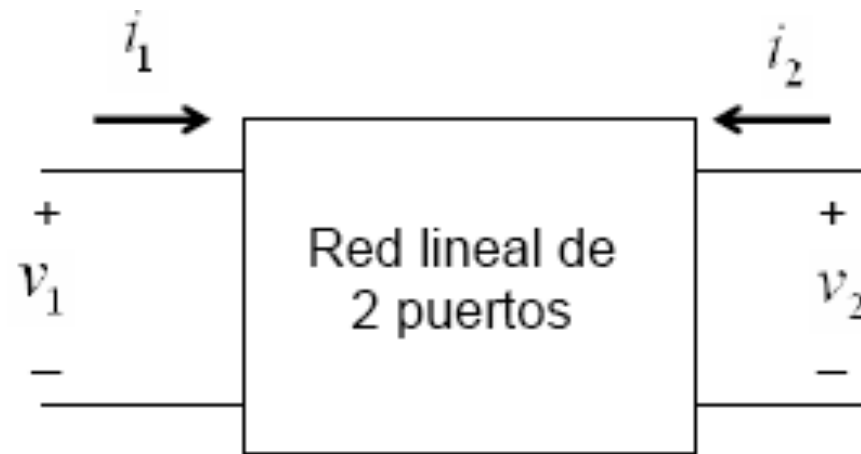 i₁
i₂
+
+
v₁
Red lineal de
2 puertos
v₂
−
−